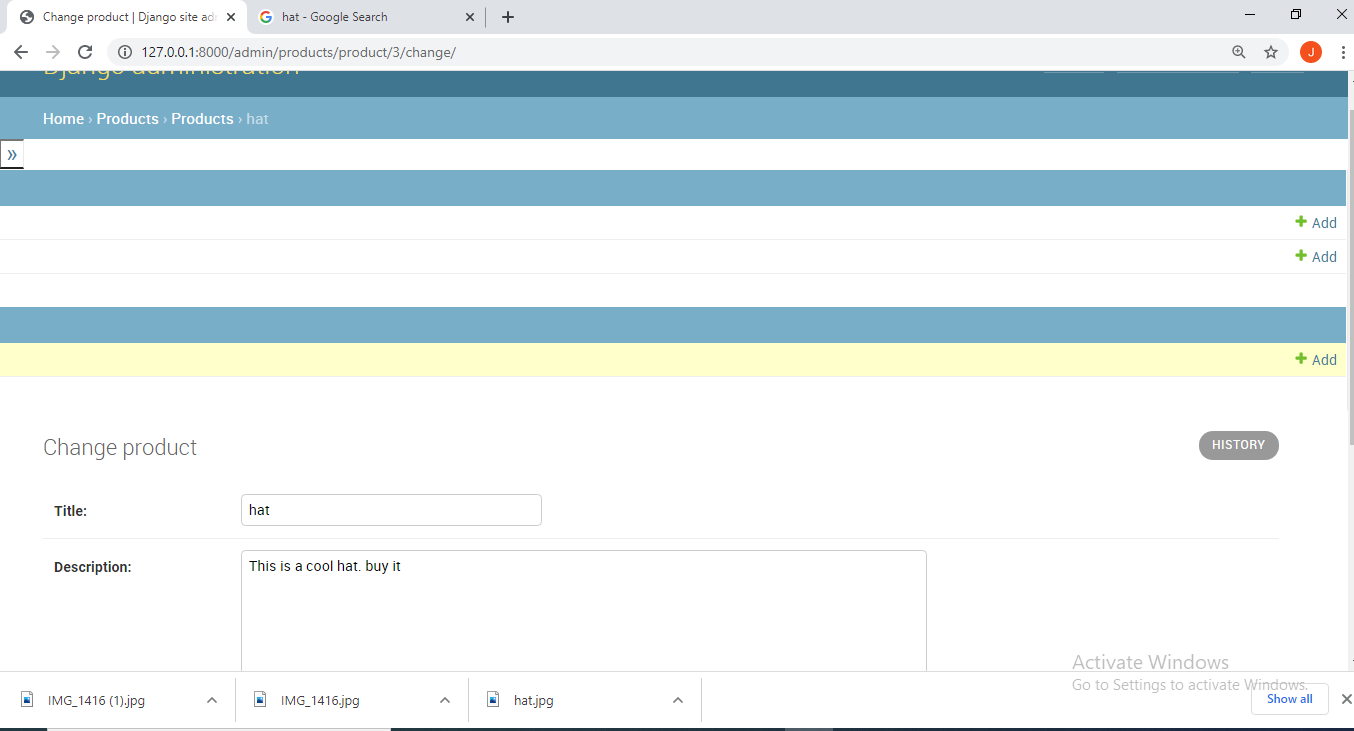 Change product | Django site adr
hat - Google Search
127.0.0.1:8000/admin/products/product/3/change/
J
Django administration
Home › Products › Products › hat
»
Add
Add
Add
Change product
HISTORY
Title:
hat
Description:
This is a cool hat. buy it
Activate Windows
Go to Settings to activate Windows.
IMG_1416 (1).jpg
IMG_1416.jpg
hat.jpg
Show all